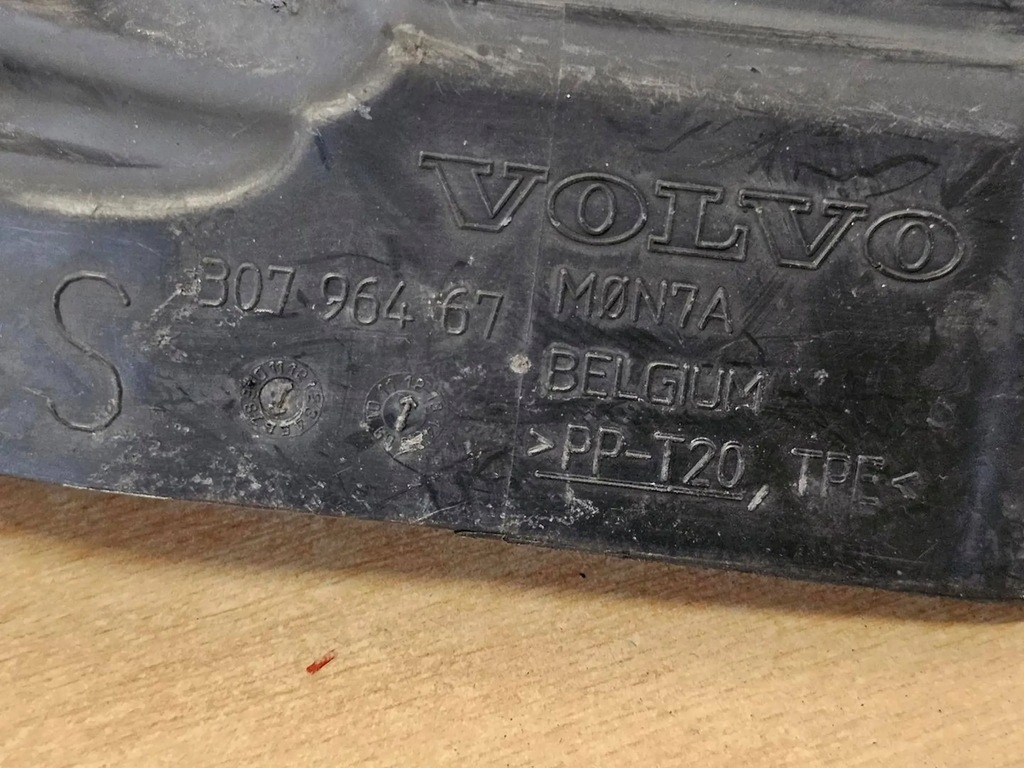 VOLVO
S
307 964 67
MØN7A
BELGIUM
>PP-T20, TPE<